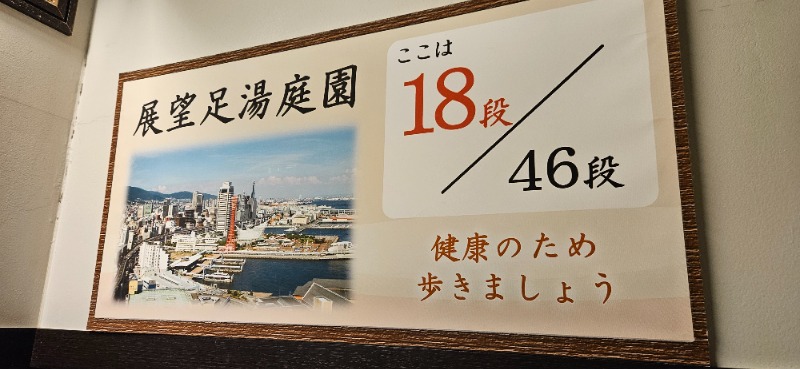 展望足湯庭園
ここは
18段
46段
健康のため
歩きましょう